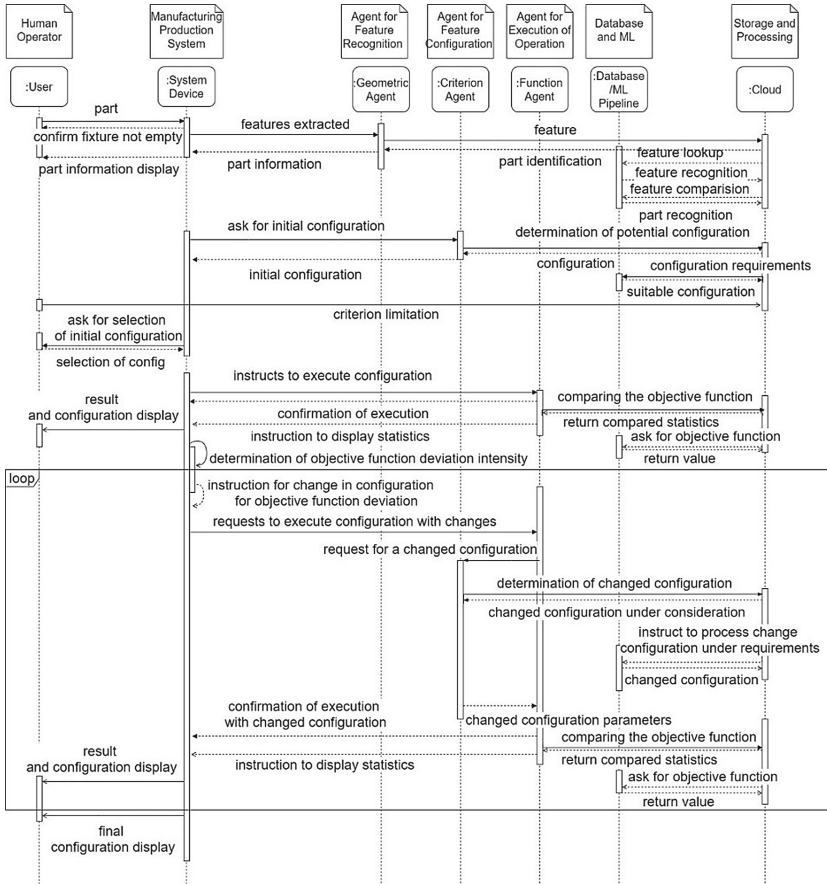 Human
Operator
Manufacturing
Production
System
Agent for
Feature
Recognition
Agent for
Feature
Configuration
Agent for
Execution of
Operation
Database
and ML
Storage and
Processing
:User
:System
Device
:Geometric
Agent
:Criterion
Agent
:Function
Agent
:Database
/ML
Pipeline
:Cloud
part
confirm fixture not empty
features extracted
feature
part information display
part information
part identification
feature lookup
feature recognition
feature comparision
part recognition
ask for initial configuration
determination of potential configuration
initial configuration
configuration
configuration requirements
suitable configuration
criterion limitation
ask for selection
of initial configuration
selection of config
instructs to execute configuration
result
and configuration display
confirmation of execution
comparing the objective function
return compared statistics
instruction to display statistics
ask for objective function
return value
determination of objective function deviation intensity
loop
instruction for change in configuration
for objective function deviation
requests to execute configuration with changes
request for a changed configuration
determination of changed configuration
changed configuration under consideration
instruct to process change
configuration under requirements
changed configuration
confirmation of execution
with changed configuration
changed configuration parameters
comparing the objective function
result
and configuration display
instruction to display statistics
return compared statistics
ask for objective function
return value
final
configuration display